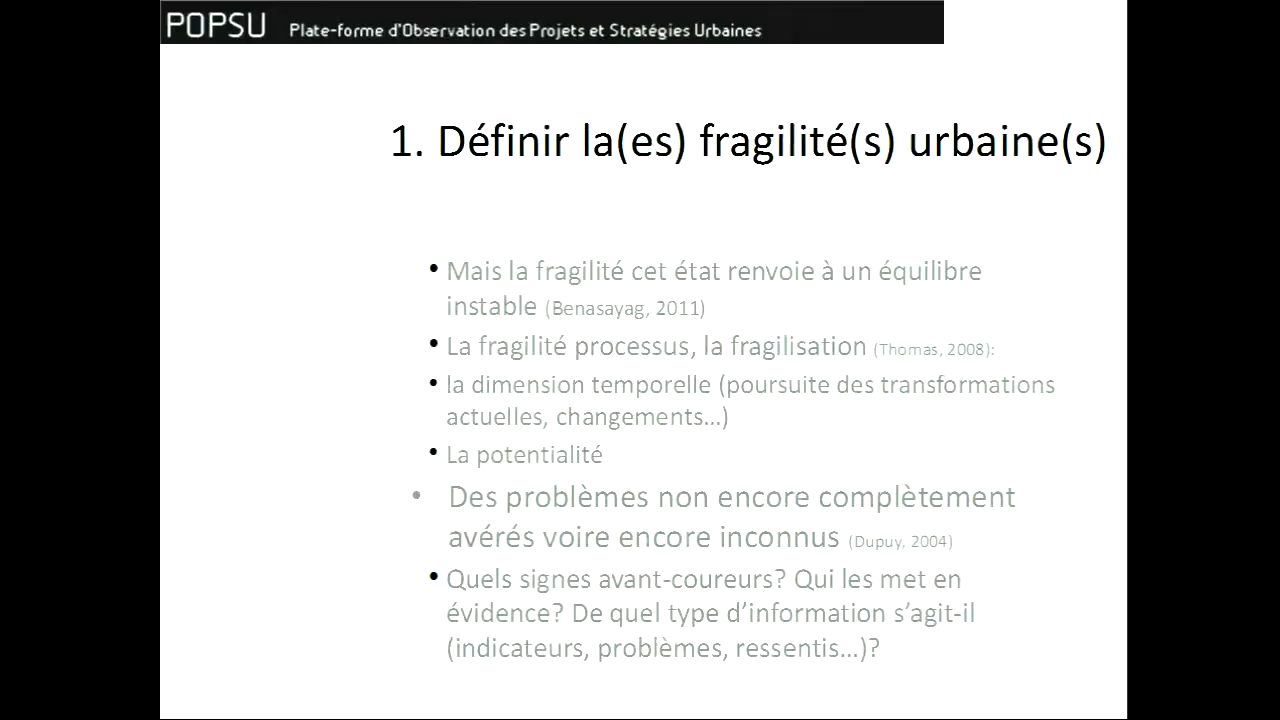 POPSU Plate-forme d'Observation des Projets et Stratégies Urbaines
1. Définir la(es) fragilité(s) urbaine(s)
• Mais la fragilité cet état renvoie à un équilibre
instable (Benasayag, 2011)
• La fragilité processus, la fragilisation (Thomas, 2008):
• la dimension temporelle (poursuite des transformations
actuelles, changements…)
• La potentialité
• Des problèmes non encore complètement
avérés voire encore inconnus (Dupuy, 2004)
• Quels signes avant-coureurs? Qui les met en
évidence? De quel type d’information s’agit-il
(indicateurs, problèmes, ressentis…)?